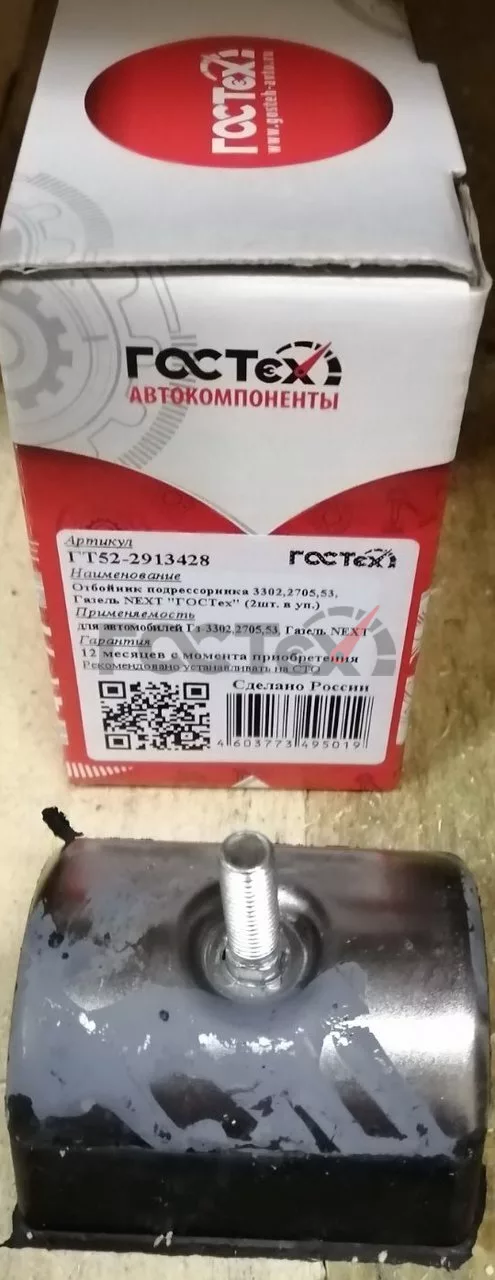 ГОСТех
www.gosteh-avto.ru
ГОСТех
АВТОКОМПОНЕНТЫ
Артикул
ГТ52-2913428
ГОСТех
Наименование
Отбойник подрессорника 3302,2705,53,
Газель NEXT "ГОСТех" (2шт. в уп.)
Применяемость
для автомобилей Гз-3302,2705,53, Газель NEXT
Гарантия
12 месяцев с момента приобретения
Рекомендовано устанавливать на СТО
Сделано России
4603773495019
ГОСТех